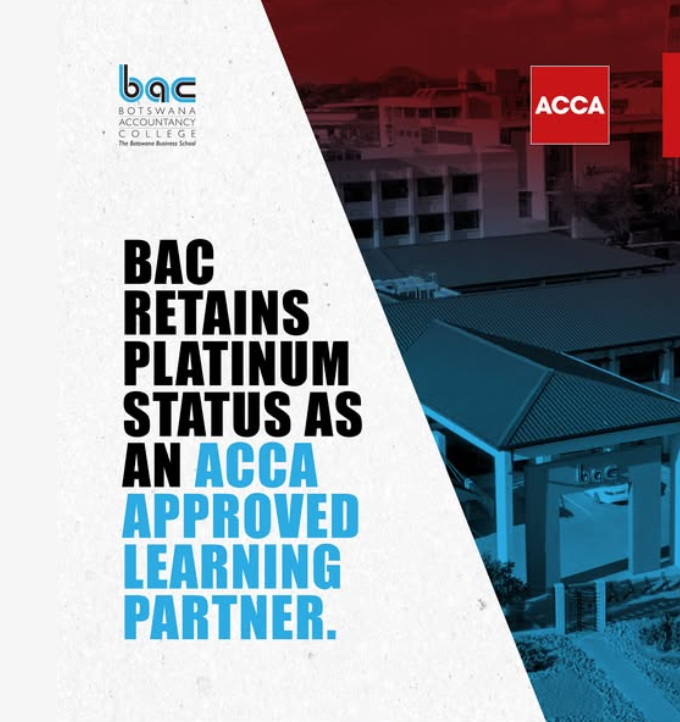 bac
BOTSWANA
ACCOUNTANCY
COLLEGE
The Botswana Business School
ACCA
BAC
RETAINS
PLATINUM
STATUS AS
AN ACCA
APPROVED
LEARNING
PARTNER.
bac